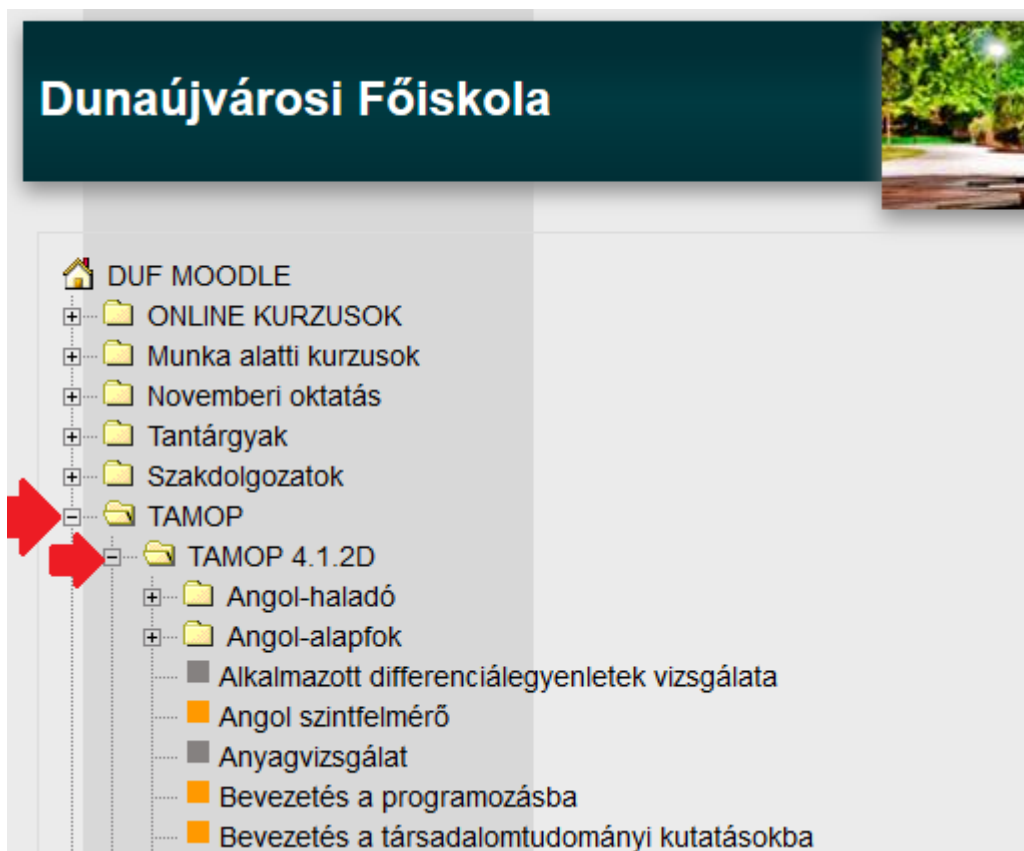 Dunaújvárosi Főiskola
DUF MOODLE
ONLINE KURZUSOK
Munka alatti kurzusok
Novemberi oktatás
Tantárgyak
Szakdolgozatok
TAMOP
TAMOP 4.1.2D
Angol-haladó
Angol-alapfok
Alkalmazott differenciálegyenletek vizsgálata
Angol szintfelmérő
Anyagvizsgálat
Bevezetés a programozásba
Bevezetés a társadalomtudományi kutatásokba